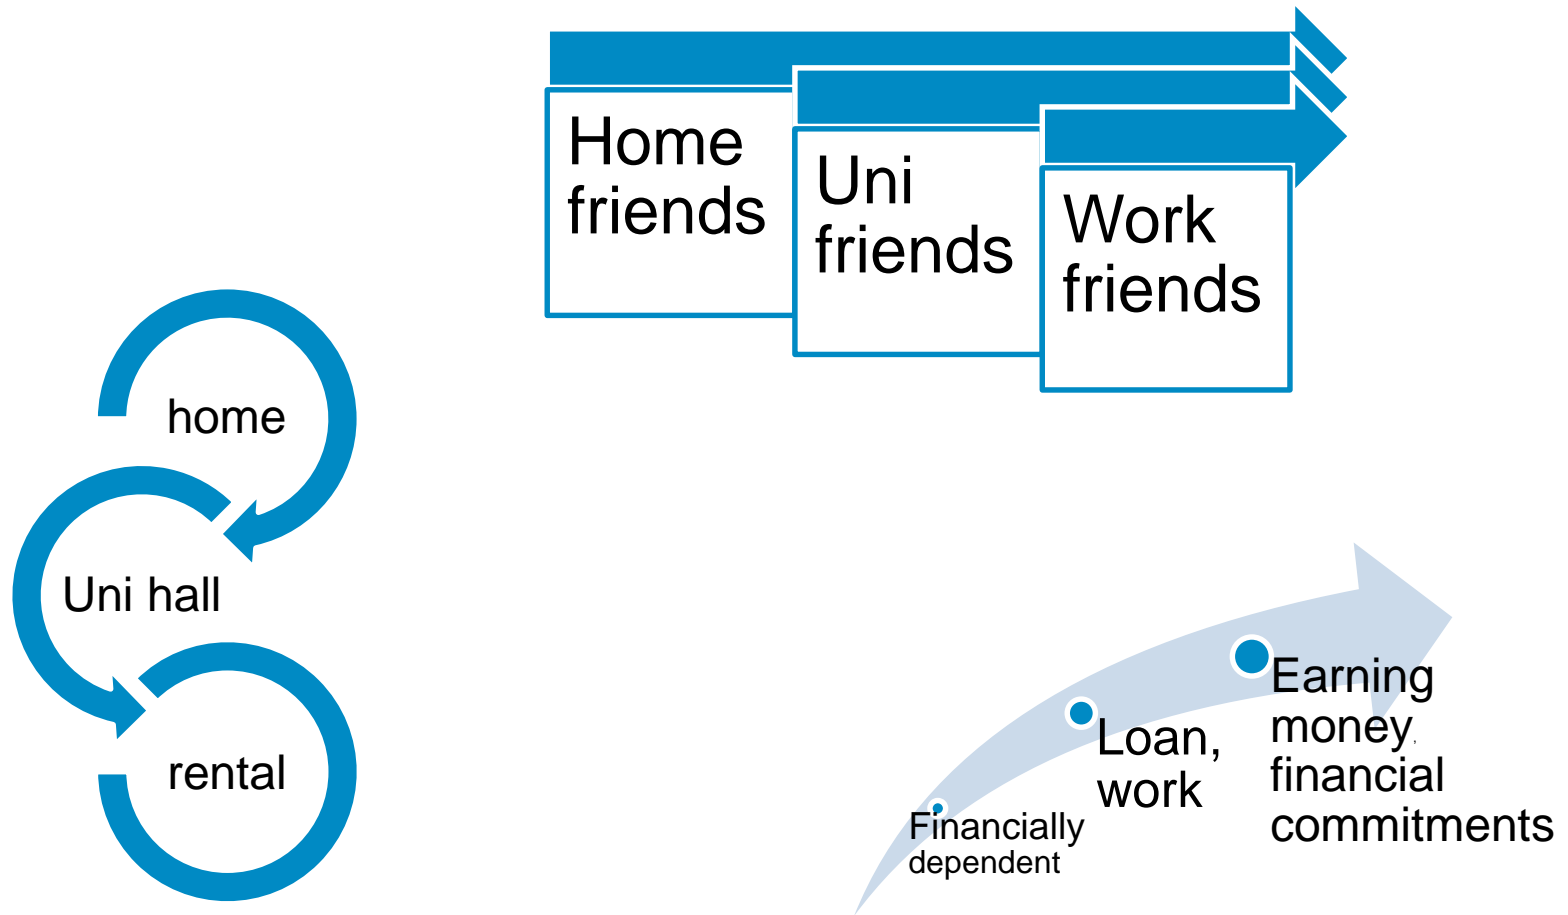 Home
friends
Uni
friends
Work
friends
home
Uni hall
rental
Financially
dependent
Loan,
work
Earning
money,
financial
commitments